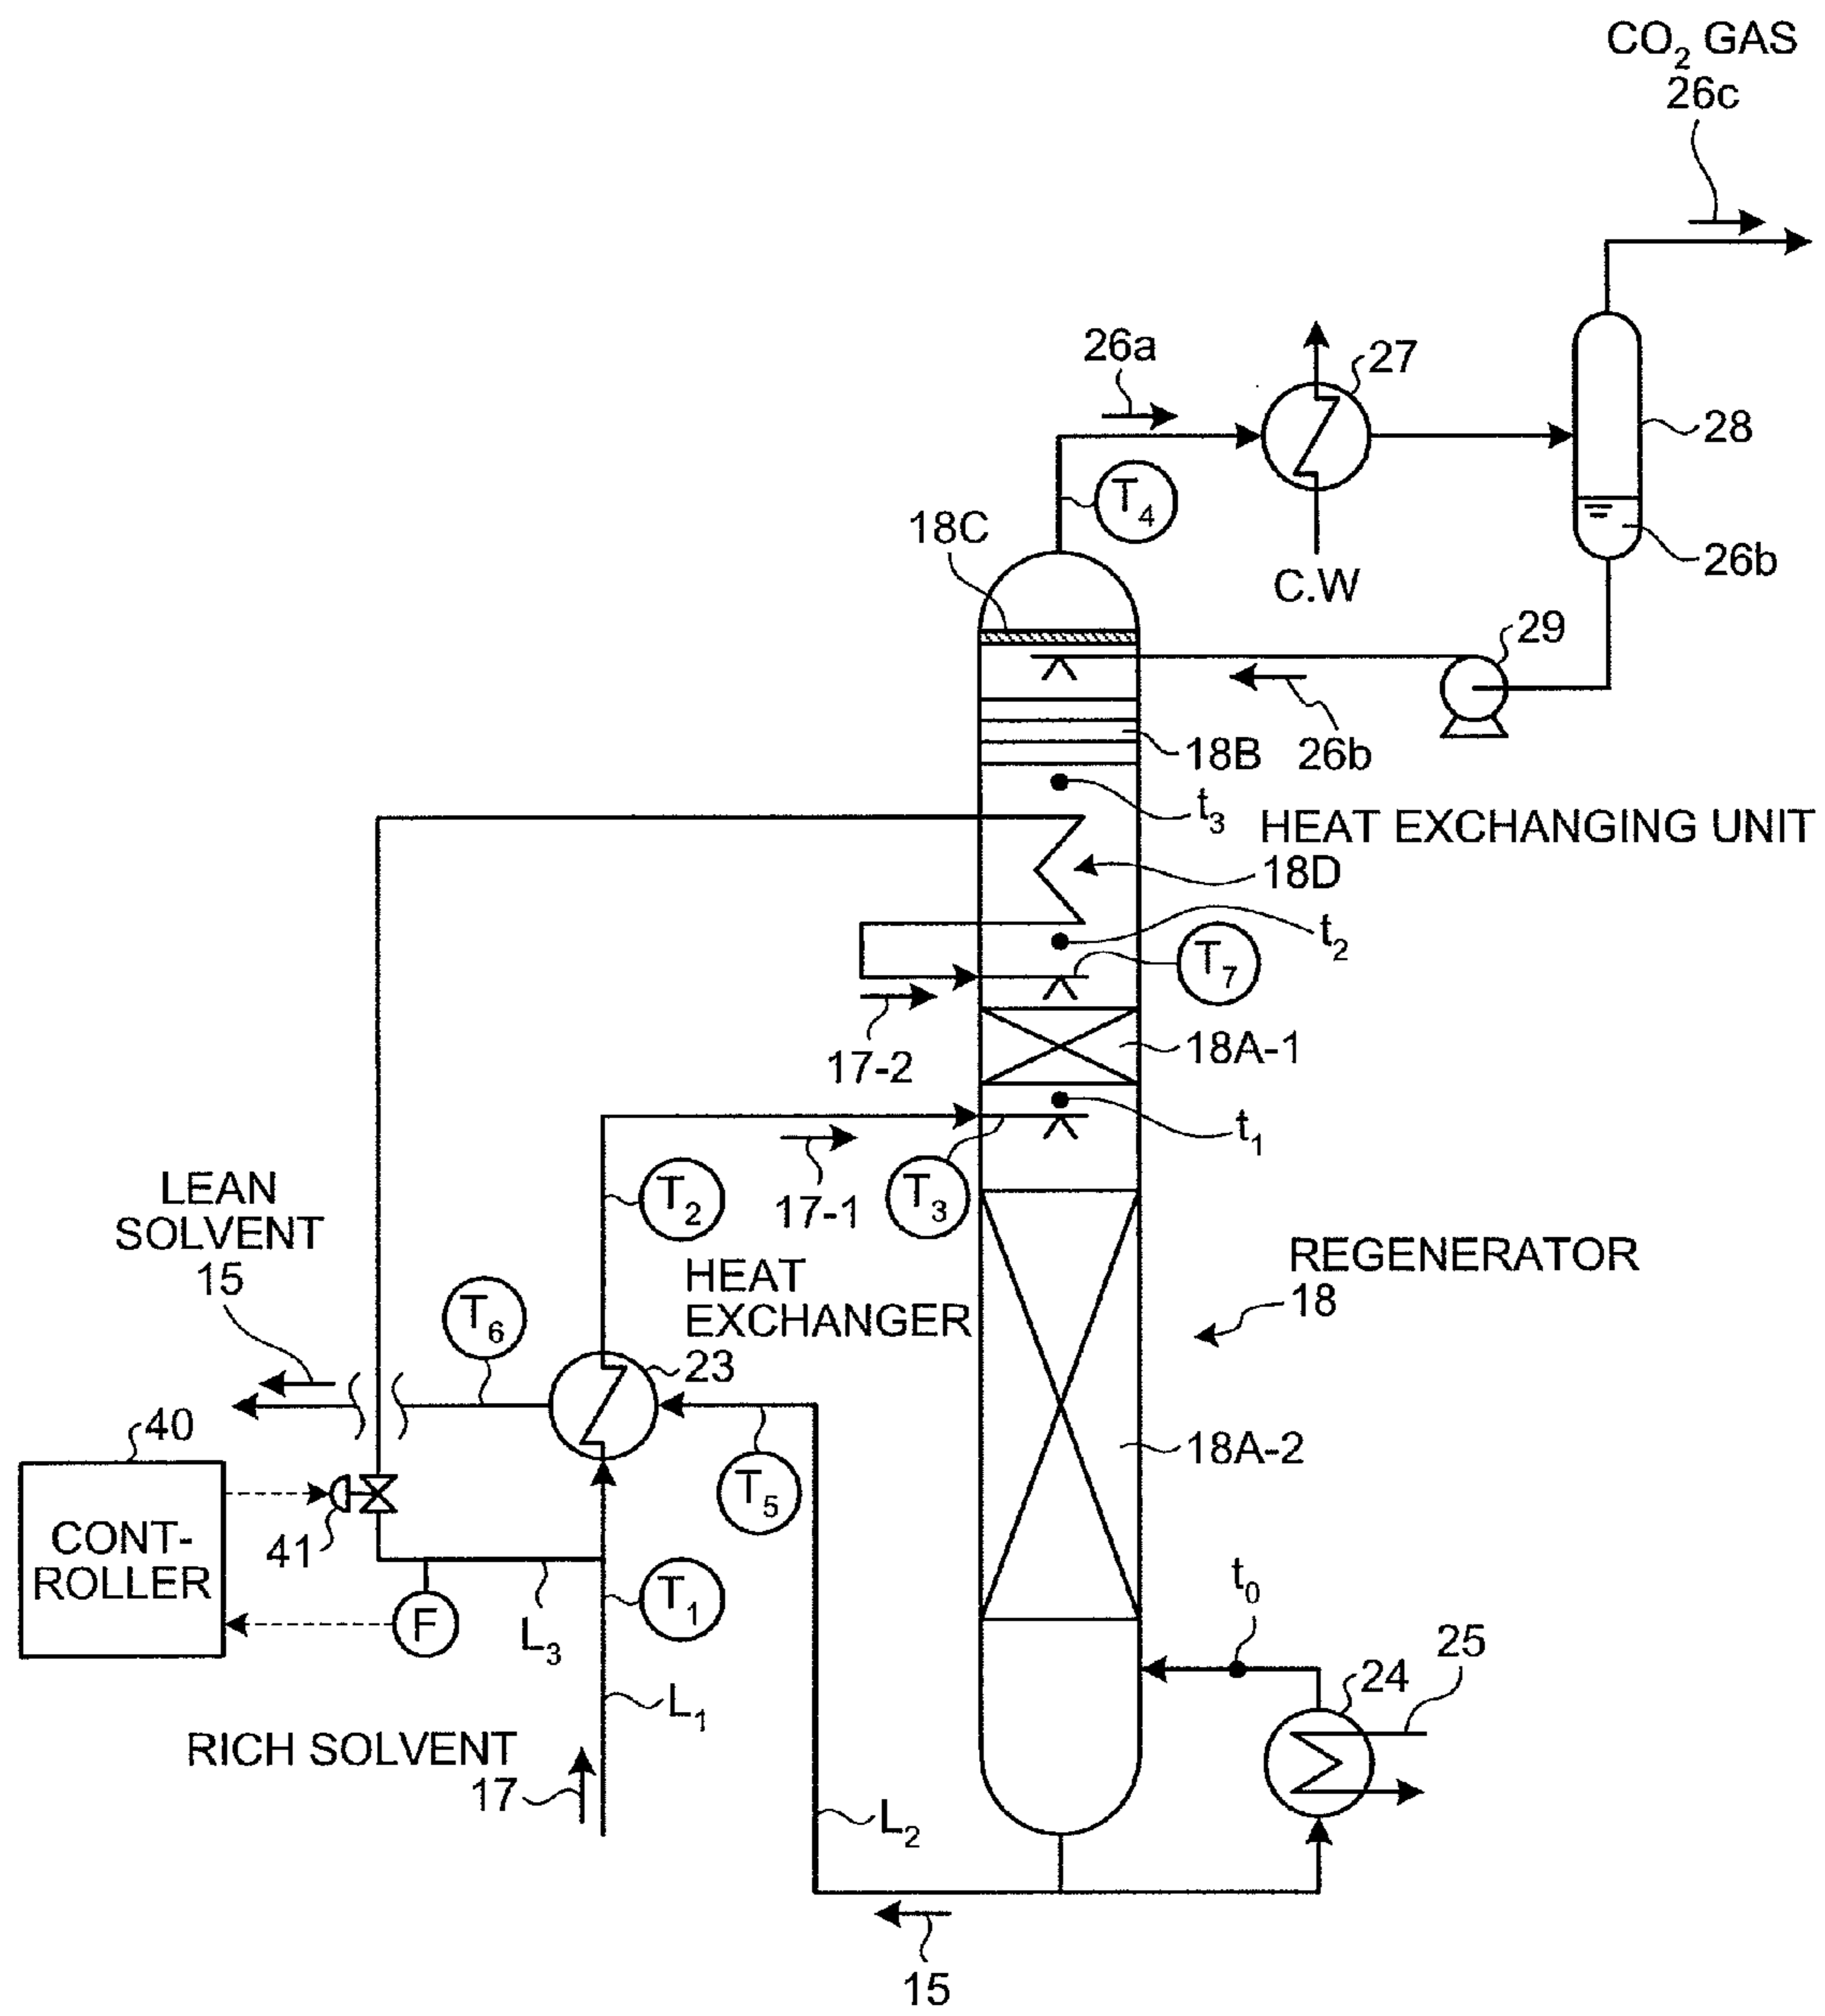 CO₂ GAS
26c
26a
27
28
T₄
18C
26b
C.W
29
18B
26b
t₃
HEAT EXCHANGING UNIT
18D
t₂
T₇
17-2
18A-1
t₁
17-1
T₃
T₂
LEAN
SOLVENT
15
REGENERATOR
18
HEAT
EXCHANGER
23
T₆
40
18A-2
T₅
41
CONT-
ROLLER
F
L₃
T₁
t₀
25
24
L₁
RICH SOLVENT
17
L₂
15